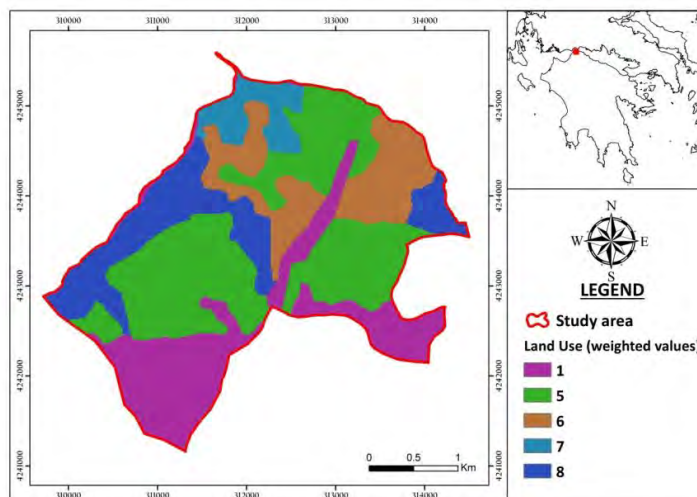 310000 311000 312000 313000 314000
4245000 4245000
4244000 4244000
4243000 4243000
4242000 4242000
4241000 4241000
310000 311000 312000 313000 314000
0 0.5 1
Km
N
W E
S
LEGEND
Study area
Land Use (weighted values)
1
5
6
7
8